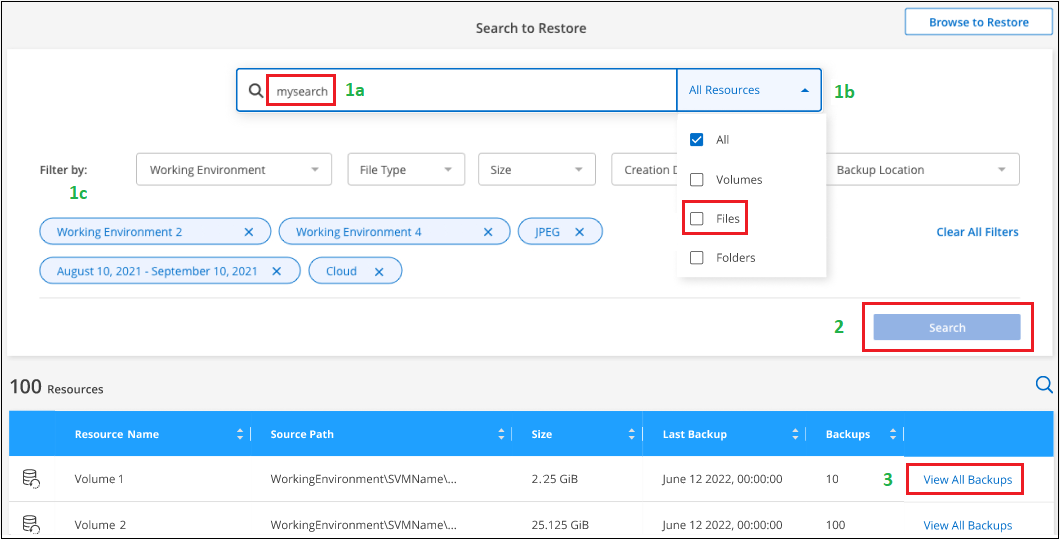 Search to Restore
Browse to Restore
mysearch 1a All Resources 1b
All
Filter by: Working Environment File Type Size Creation D Backup Location
Volumes
1c
Files
Working Environment 2 Working Environment 4 JPEG Clear All Filters
Folders
August 10, 2021 - September 10, 2021 Cloud
2 Search
100 Resources
Resource Name Source Path Size Last Backup Backups
Volume 1 WorkingEnvironment\SVMName\... 2.25 GiB June 12 2022, 00:00:00 10 3 View All Backups
Volume 2 WorkingEnvironment\SVMName\... 25.125 GiB June 12 2022, 00:00:00 100 View All Backups